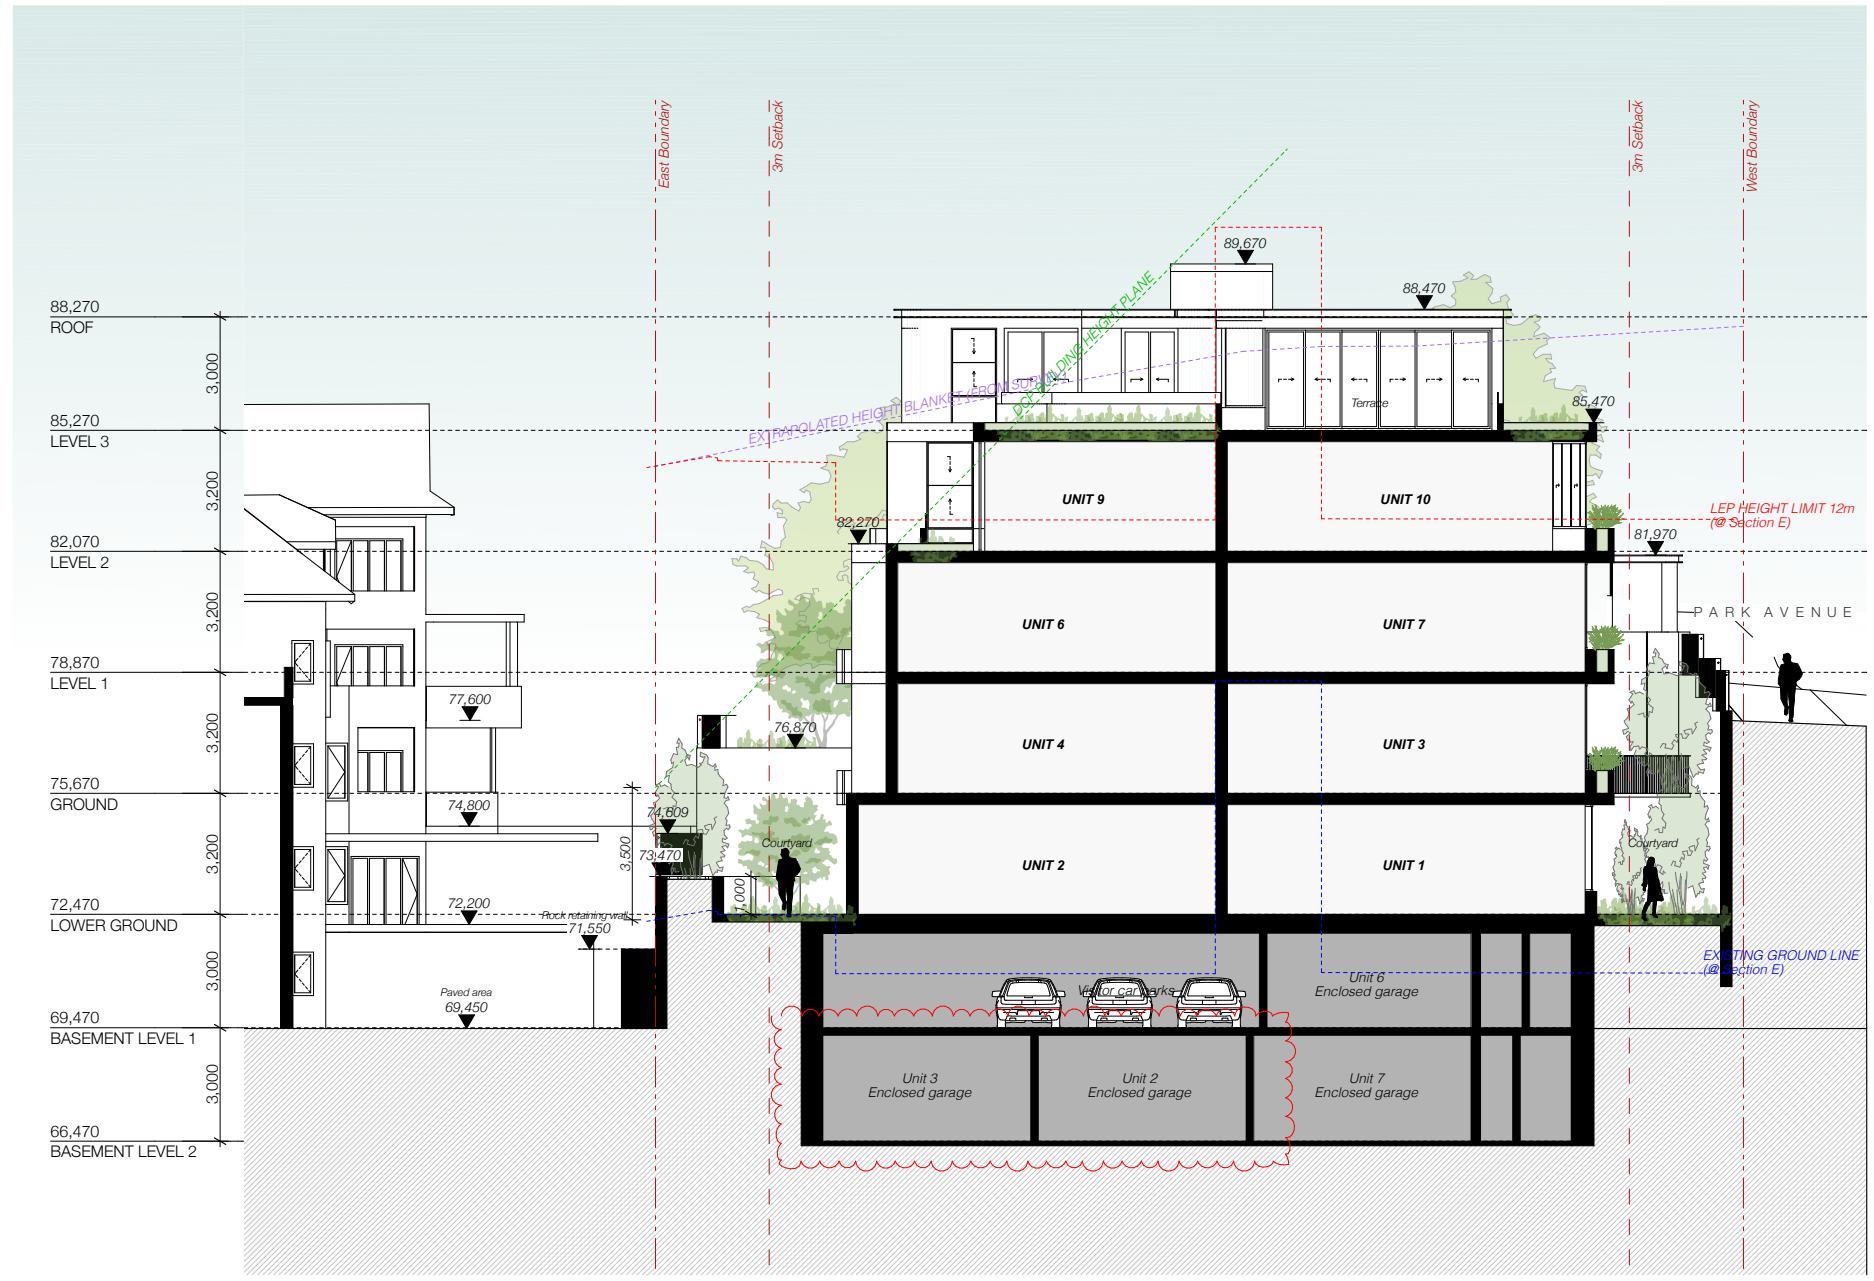 East Boundary
3m Setback
3m Setback
West Boundary
89,670
88,470
88,270
ROOF
3,000
DCP BUILDING HEIGHT PLANE
EXTRAPOLATED HEIGHT BLANKET (FROM SURVEY)
Terrace
85,470
85,270
LEVEL 3
3,200
UNIT 9
UNIT 10
LEP HEIGHT LIMIT 12m
(@ Section E)
82,270
81,970
82,070
LEVEL 2
3,200
UNIT 6
UNIT 7
PARK AVENUE
78,870
LEVEL 1
77,600
76,870
3,200
UNIT 4
UNIT 3
75,670
GROUND
74,800
74,609
73,470
3,500
3,200
1,000
Courtyard
UNIT 2
UNIT 1
Courtyard
72,470
LOWER GROUND
72,200
Rock retaining wall
71,550
3,000
EXISTING GROUND LINE
(@ Section E)
Visitor car parks
Unit 6
Enclosed garage
Paved area
69,450
69,470
BASEMENT LEVEL 1
3,000
Unit 3
Enclosed garage
Unit 2
Enclosed garage
Unit 7
Enclosed garage
66,470
BASEMENT LEVEL 2